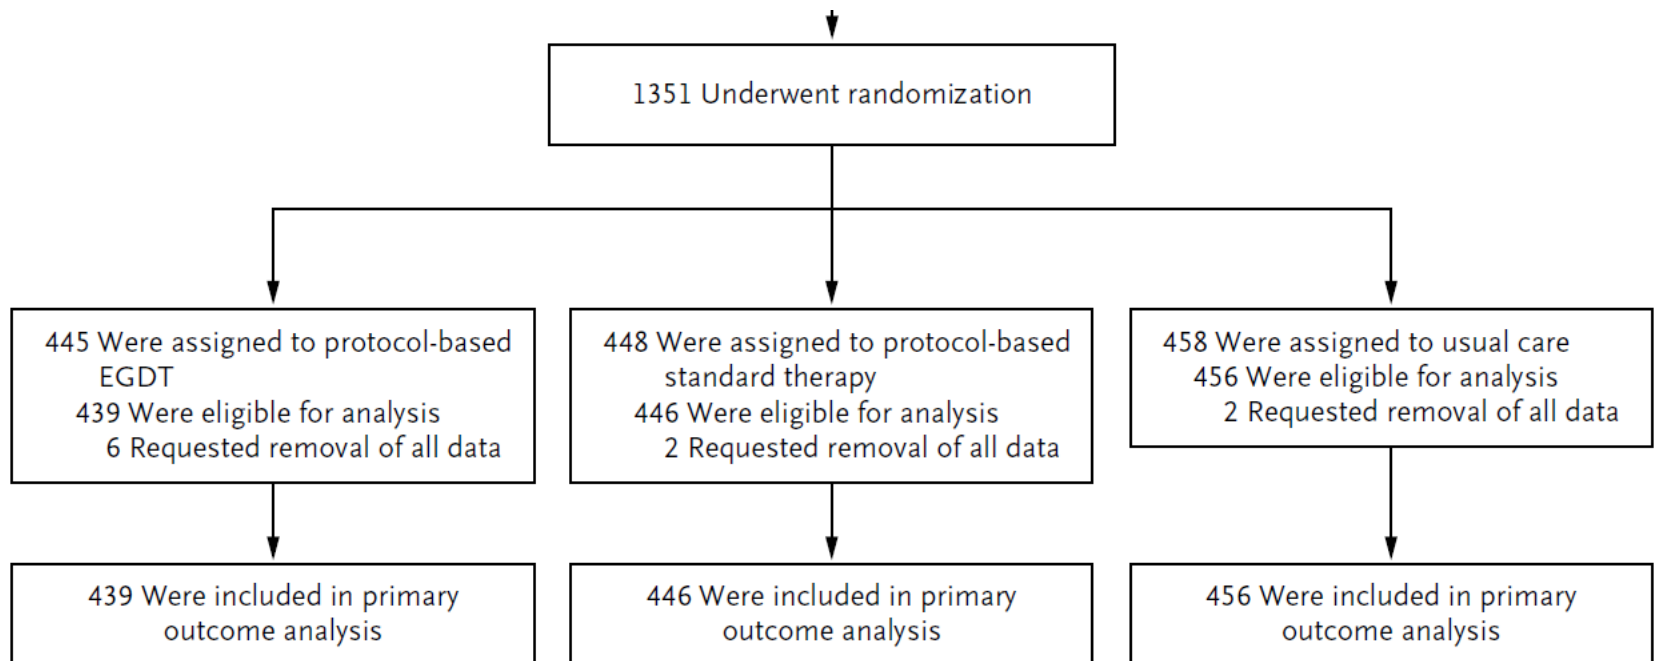 1351 Underwent randomization
445 Were assigned to protocol-based
EGDT
439 Were eligible for analysis
6 Requested removal of all data
448 Were assigned to protocol-based
standard therapy
446 Were eligible for analysis
2 Requested removal of all data
458 Were assigned to usual care
456 Were eligible for analysis
2 Requested removal of all data
439 Were included in primary
outcome analysis
446 Were included in primary
outcome analysis
456 Were included in primary
outcome analysis